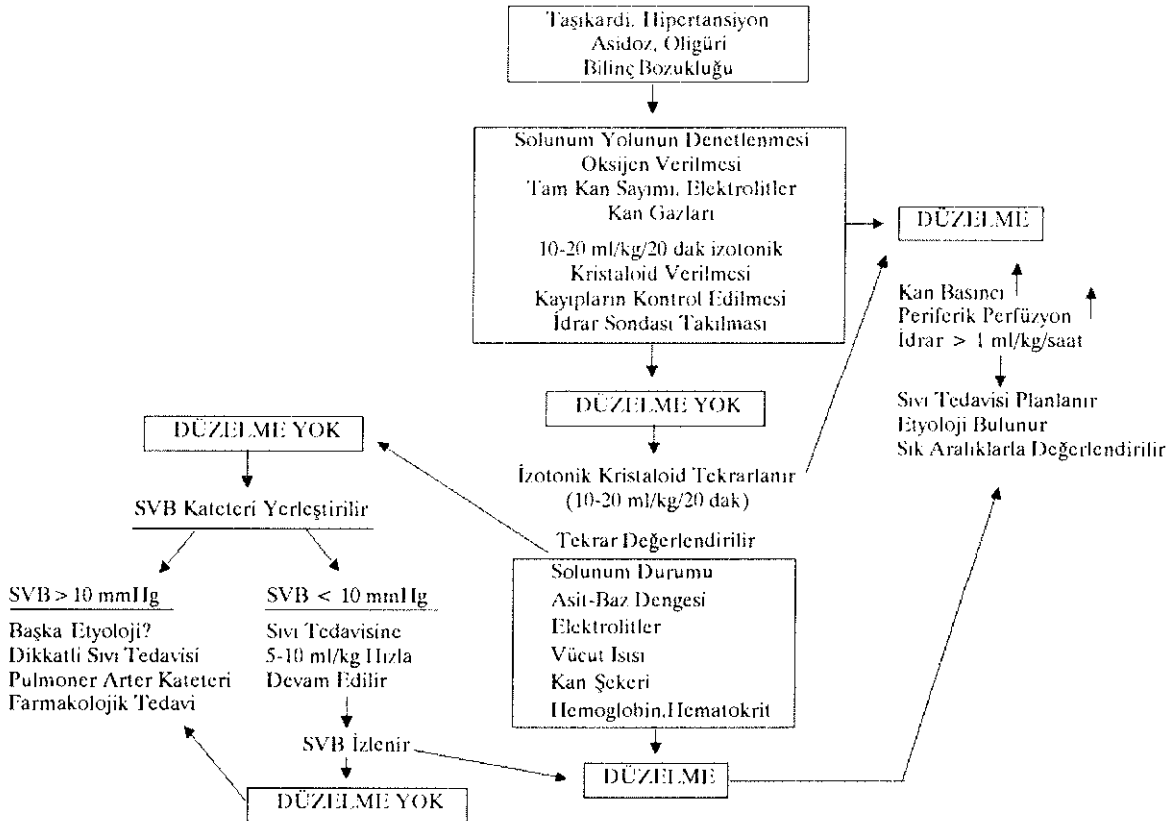 Taşıkardi, Hipertansiyon
Asidoz, Oligüri
Bilinç Bozukluğu
Solunum Yolunun Denetlenmesi
Oksijen Verilmesi
Tam Kan Sayımı, Elektrolitler
Kan Gazları
10-20 ml/kg/20 dak izotonik
Kristaloid Verilmesi
Kayıpların Kontrol Edilmesi
İdrar Sondası Takılması
DÜZELME
Kan Basıncı
Periferik Perfüzyon
İdrar > 1 ml/kg/saat
Sıvı Tedavisi Planlanır
Etyoloji Bulunur
Sık Aralıklarla Değerlendirilir
DÜZELME YOK
İzotonik Kristaloid Tekrarlanır
(10-20 ml/kg/20 dak)
Tekrar Değerlendirilir
Solunum Durumu
Asit-Baz Dengesi
Elektrolitler
Vücut Isısı
Kan Şekeri
Hemoglobin,Hematokrit
DÜZELME
DÜZELME YOK
SVB Kateteri Yerleştirilir
SVB > 10 mmHg
Başka Etyoloji?
Dikkatli Sıvı Tedavisi
Pulmoner Arter Kateteri
Farmakolojik Tedavi
SVB < 10 mmHg
Sıvı Tedavisine
5-10 ml/kg Hızla
Devam Edilir
SVB İzlenir
DÜZELME YOK